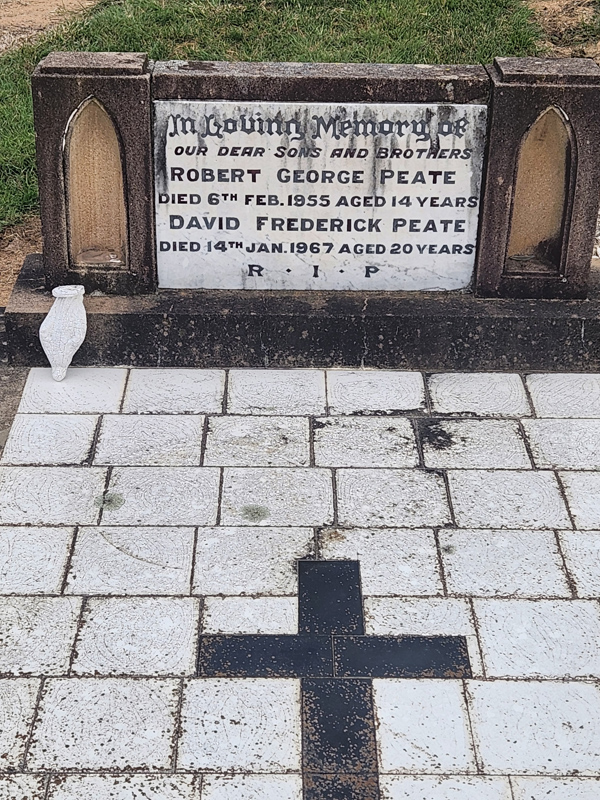 In Loving Memory of
OUR DEAR SONS AND BROTHERS
ROBERT GEORGE PEATE
DIED 6TH FEB. 1955 AGED 14 YEARS
DAVID FREDERICK PEATE
DIED 14TH JAN. 1967 AGED 20 YEARS
R · I · P